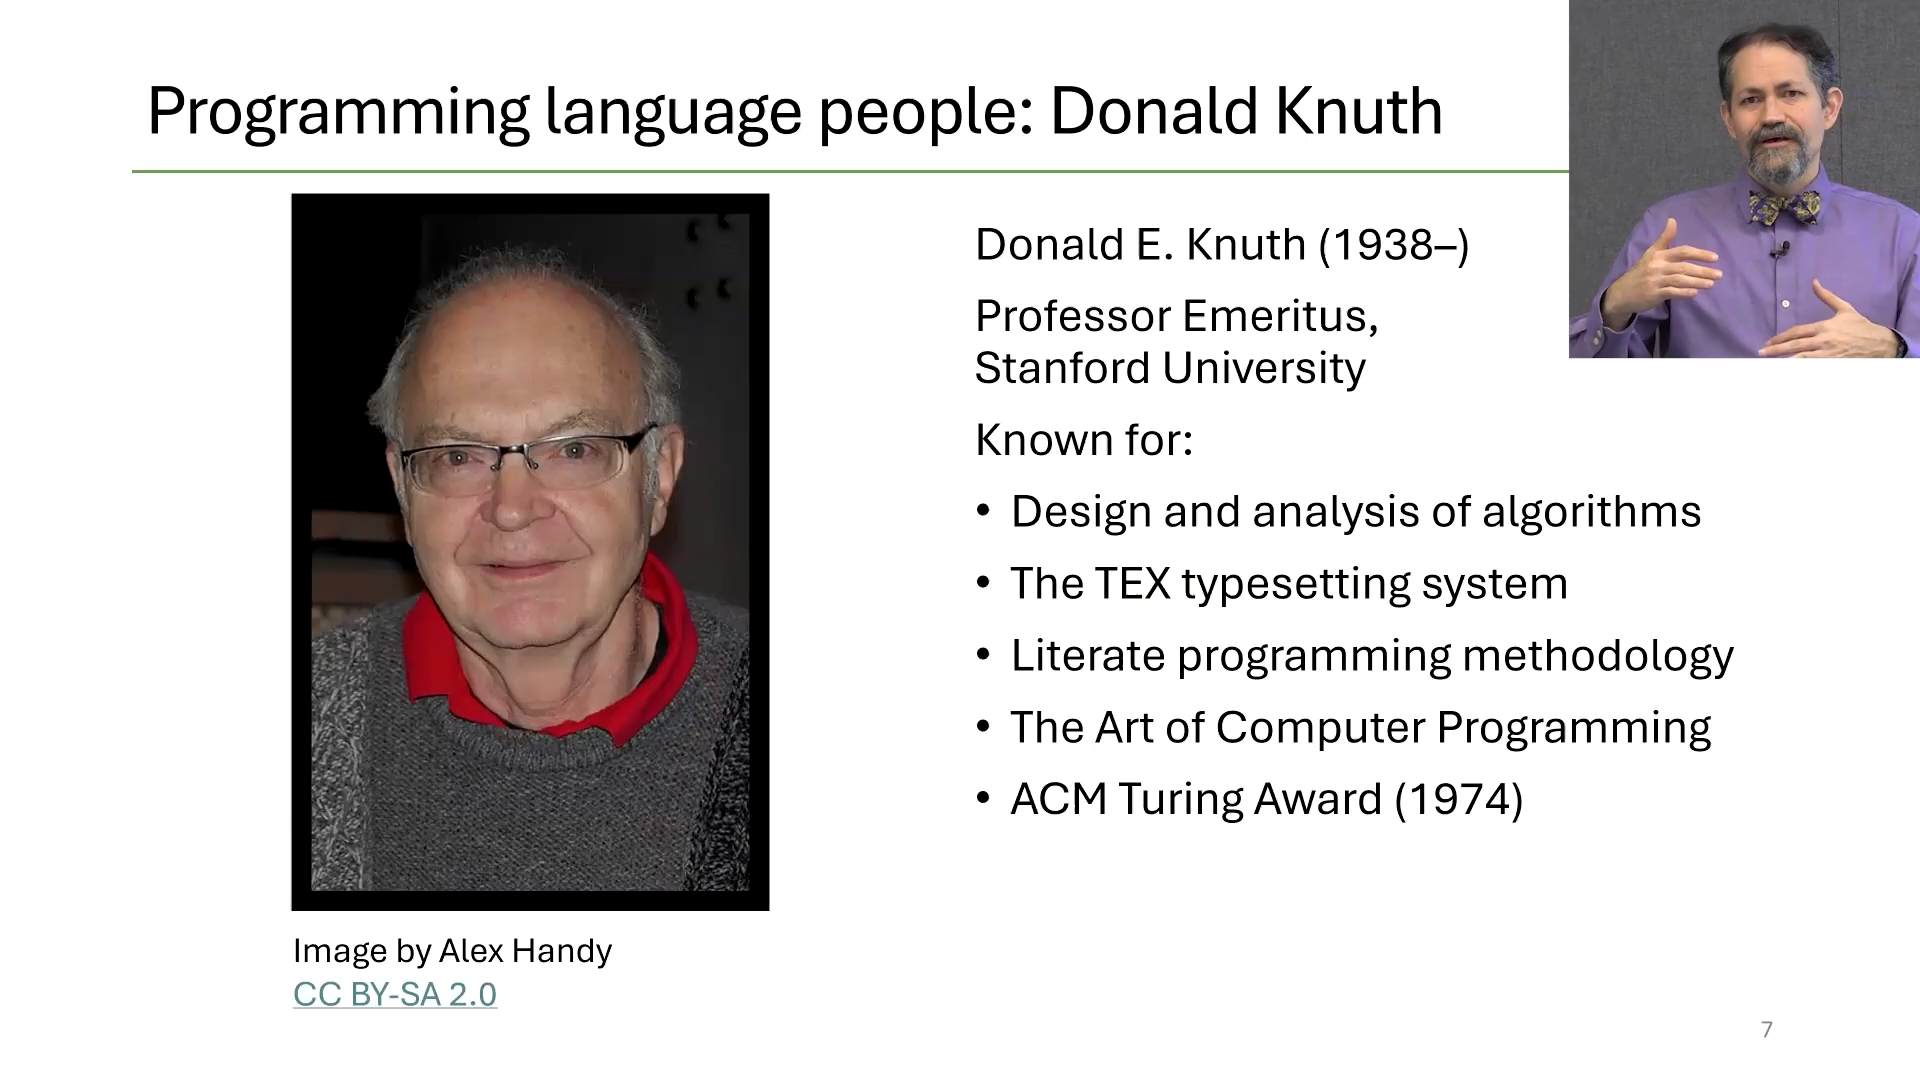 Programming language people: Donald Knuth
Donald E. Knuth (1938–)
Professor Emeritus,
Stanford University
Known for:
• Design and analysis of algorithms
• The TEX typesetting system
• Literate programming methodology
• The Art of Computer Programming
• ACM Turing Award (1974)
Image by Alex Handy
CC BY-SA 2.0
7